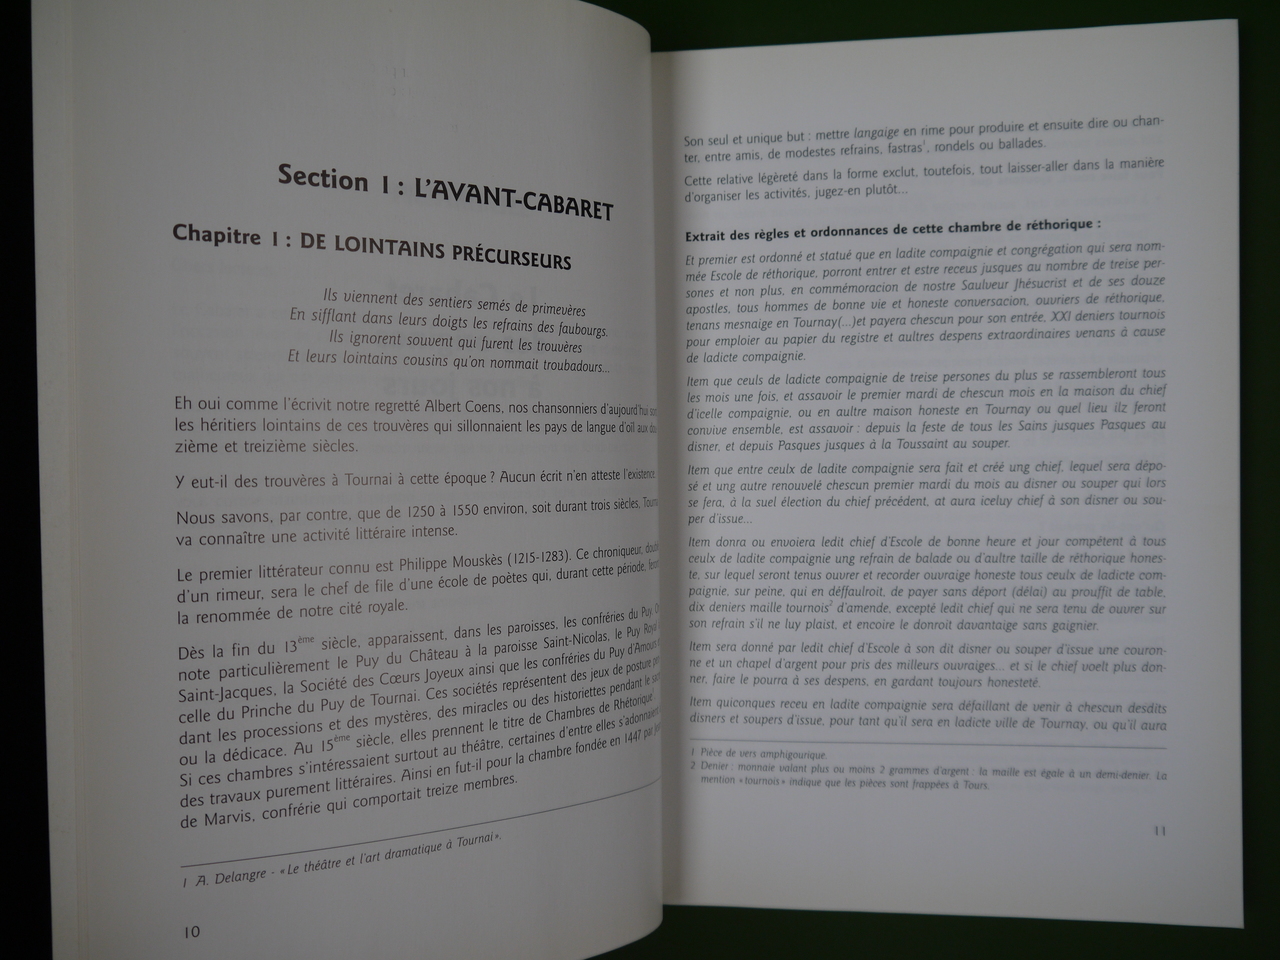 Section 1 : L'AVANT-CABARET
Chapitre 1 : DE LOINTAINS PRÉCURSEURS
Ils viennent des sentiers semés de primevères
En sifflant dans leurs doigts les refrains des faubourgs.
Ils ignorent souvent qui furent les trouvères
Et leurs lointains cousins qu'on nommait troubadours...
Eh oui comme l'écrivit notre regretté Albert Coens, nos chansonniers d'aujourd'hui
les héritiers lointains de ces trouvères qui sillonnaient les pays de langue d'oïl aux
zième et treizième siècles.
Y eut-il des trouvères à Tournai à cette époque ? Aucun écrit n'en atteste l'existence.
Nous savons, par contre, que de 1250 à 1550 environ, soit durant trois siècles,
va connaître une activité littéraire intense.
Le premier littérateur connu est Philippe Mouskès (1215-1283). Ce chroniqueur,
d'un rimeur, sera le chef de file d'une école de poètes qui, durant cette période,
la renommée de notre cité royale.
Dès la fin du 13ème siècle, apparaissent, dans les paroisses, les confréries du Puy.
note particulièrement le Puy du Château à la paroisse Saint-Nicolas, le Puy Royal
Saint-Jacques, la Société des Cœurs Joyeux ainsi que les confréries du Puy d'Amours
celle du Prinche du Puy de Tournai. Ces sociétés représentent des jeux de posture
dant les processions et des mystères, des miracles ou des historiettes pendant le
ou la dédicace. Au 15ème siècle, elles prennent le titre de Chambres de Rhétorique
Si ces chambres s'intéressaient surtout au théâtre, certaines d'entre elles s'adonnaient
des travaux purement littéraires. Ainsi en fut-il pour la chambre fondée en 1447 par
de Marvis, confrérie qui comportait treize membres.
1 A. Delangre - « Le théâtre et l'art dramatique à Tournai ».
10
Son seul et unique but : mettre langaige en rime pour produire et ensuite dire ou chan-
ter, entre amis, de modestes refrains, fastras1, rondels ou ballades.
Cette relative légèreté dans la forme exclut, toutefois, tout laisser-aller dans la manière
d'organiser les activités, jugez-en plutôt...
Extrait des règles et ordonnances de cette chambre de réthorique :
Et premier est ordonné et statué que en ladite compaignie et congrégation qui sera nom-
mée Escole de réthorique, porront entrer et estre receus jusques au nombre de treise per-
sones et non plus, en commémoracion de nostre Saulveur Jhésucrist et de ses douze
apostles, tous hommes de bonne vie et honeste conversacion, ouvriers de réthorique,
tenans mesnaige en Tournay(...)et payera chescun pour son entrée, XXI deniers tournois
pour emploier au papier du registre et aultres despens extraordinaires venans à cause
de ladicte compaignie.
Item que ceuls de ladicte compaignie de treise persones du plus se rassembleront tous
les mois une fois, et assavoir le premier mardi de chescun mois en la maison du chief
d'icelle compaignie, ou en aultre maison honeste en Tournay ou quel lieu ilz feront
convive ensemble, est assavoir : depuis la feste de tous les Sains jusques Pasques au
disner, et depuis Pasques jusques à la Toussaint au souper.
Item que entre ceulx de ladite compaignie sera fait et créé ung chief, lequel sera dépo-
sé et ung autre renouvelé chescun premier mardi du mois au disner ou souper qui lors
se fera, à la suel élection du chief précédent, at aura iceluy chief à son disner ou sou-
per d'issue...
Item donra ou envoiera ledit chief d'Escole de bonne heure et jour compétent à tous
ceulx de ladite compaignie ung refrain de balade ou d'aultre taille de réthorique hones-
te, sur lequel seront tenus ouvrer et recorder ouvraige honeste tous ceulx de ladicte com-
paignie, sur peine, qui en déffaulroit, de payer sans déport (délai) au prouffit de table,
dix deniers maille tournois2 d'amende, excepté ledit chief qui ne sera tenu de ouvrer sur
son refrain s'il ne luy plaist, et encoire le donroit davantaige sans gaignier.
Item sera donné par ledit chief d'Escole à son dit disner ou souper d'issue une couron-
ne et un chapel d'argent pour pris des milleurs ouvraiges... et si le chief voelt plus don-
ner, faire le pourra à ses despens, en gardant toujours honesteté.
Item quiconques receu en ladite compaignie sera défaillant de venir à chescun desdits
disners et soupers d'issue, pour tant qu'il sera en ladicte ville de Tournay, ou qu'il aura
1 Pièce de vers amphigourique.
2 Denier : monnaie valant plus ou moins 2 grammes d'argent : la maille est égale à un demi-denier. La
mention « tournois » indique que les pièces sont frappées à Tours.
11